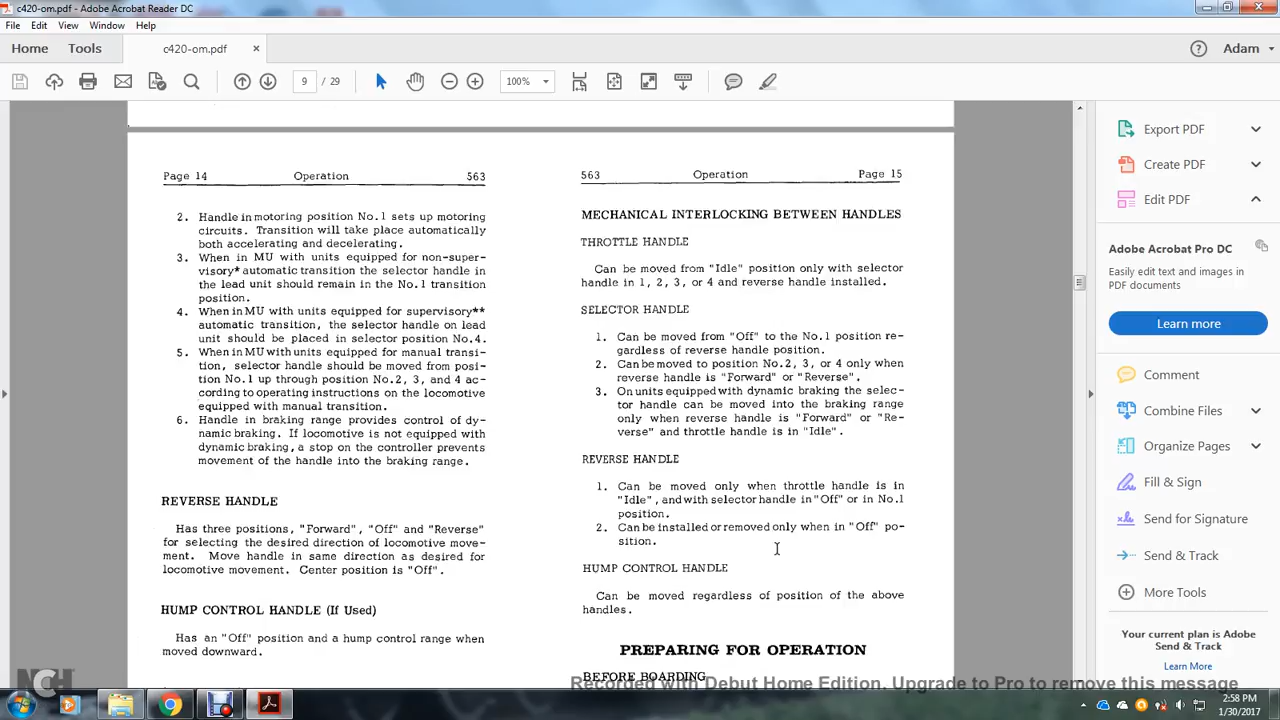 c420-om.pdf - Adobe Acrobat Reader DC
File Edit View Window Help
Home Tools c420-om.pdf × ? Adam
9 / 29 100%
Page 14 Operation 563
2. Handle in motoring position No.1 sets up motoring
circuits. Transition will take place automatically
both accelerating and decelerating.
3. When in MU with units equipped for non-super-
visory* automatic transition the selector handle in
the lead unit should remain in the No.1 transition
position.
4. When in MU with units equipped for supervisory**
automatic transition, the selector handle on lead
unit should be placed in selector position No.4.
5. When in MU with units equipped for manual transi-
tion, selector handle should be moved from posi-
tion No.1 up through position No.2, 3, and 4 ac-
cording to operating instructions on the locomotive
equipped with manual transition.
6. Handle in braking range provides control of dy-
namic braking. If locomotive is not equipped with
dynamic braking, a stop on the controller prevents
movement of the handle into the braking range.
REVERSE HANDLE
Has three positions, "Forward", "Off" and "Reverse"
for selecting the desired direction of locomotive move-
ment. Move handle in same direction as desired for
locomotive movement. Center position is "Off".
HUMP CONTROL HANDLE (If Used)
Has an "Off" position and a hump control range when
moved downward.
563 Operation Page 15
MECHANICAL INTERLOCKING BETWEEN HANDLES
THROTTLE HANDLE
Can be moved from "Idle" position only with selector
handle in 1, 2, 3, or 4 and reverse handle installed.
SELECTOR HANDLE
1. Can be moved from "Off" to the No.1 position re-
gardless of reverse handle position.
2. Can be moved to position No.2, 3, or 4 only when
reverse handle is "Forward" or "Reverse".
3. On units equipped with dynamic braking the selec-
tor handle can be moved into the braking range
only when reverse handle is "Forward" or "Re-
verse" and throttle handle is in "Idle".
REVERSE HANDLE
1. Can be moved only when throttle handle is in
"Idle", and with selector handle in "Off" or in No.1
position.
2. Can be installed or removed only when in "Off" po-
sition.
HUMP CONTROL HANDLE
Can be moved regardless of position of the above
handles.
PREPARING FOR OPERATION
BEFORE BOARDING
Export PDF
Create PDF
Edit PDF
Adobe Acrobat Pro DC
Easily edit text and images in
PDF documents
Learn more
Comment
Combine Files
Organize Pages
Fill & Sign
Send for Signature
Send & Track
More Tools
Your current plan is Adobe
Send & Track
Learn More
NCH
Recorded with Debut Home Edition. Upgrade to Pro to remove this message
2:58 PM
1/30/2017